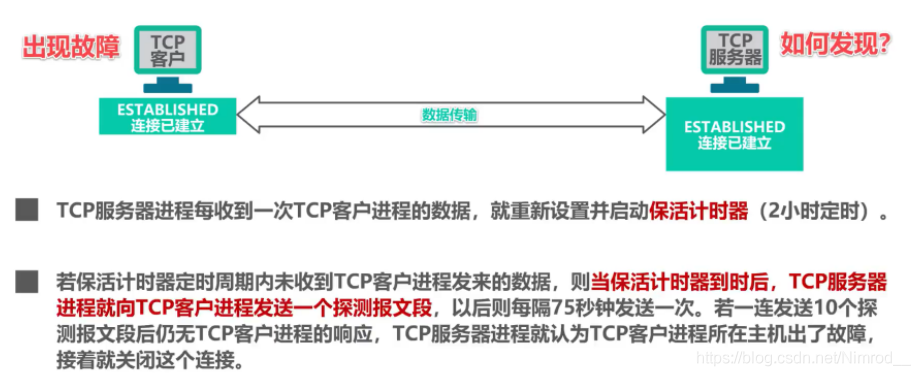 出现故障
TCP
客户
TCP
服务器
如何发现?
ESTABLISHED
连接已建立
数据传输
ESTABLISHED
连接已建立
TCP服务器进程每收到一次TCP客户进程的数据，就重新设置并启动保活计时器（2小时定时）。
若保活计时器定时周期内未收到TCP客户进程发来的数据，则当保活计时器到时后，TCP服务器
进程就向TCP客户进程发送一个探测报文段，以后则每隔75秒钟发送一次。若一连发送10个探
测报文段后仍无TCP客户进程的响应，TCP服务器进程就认为TCP客户进程所在主机出了故障，
接着就关闭这个连接。
https://blog.csdn.net/Nimrod__